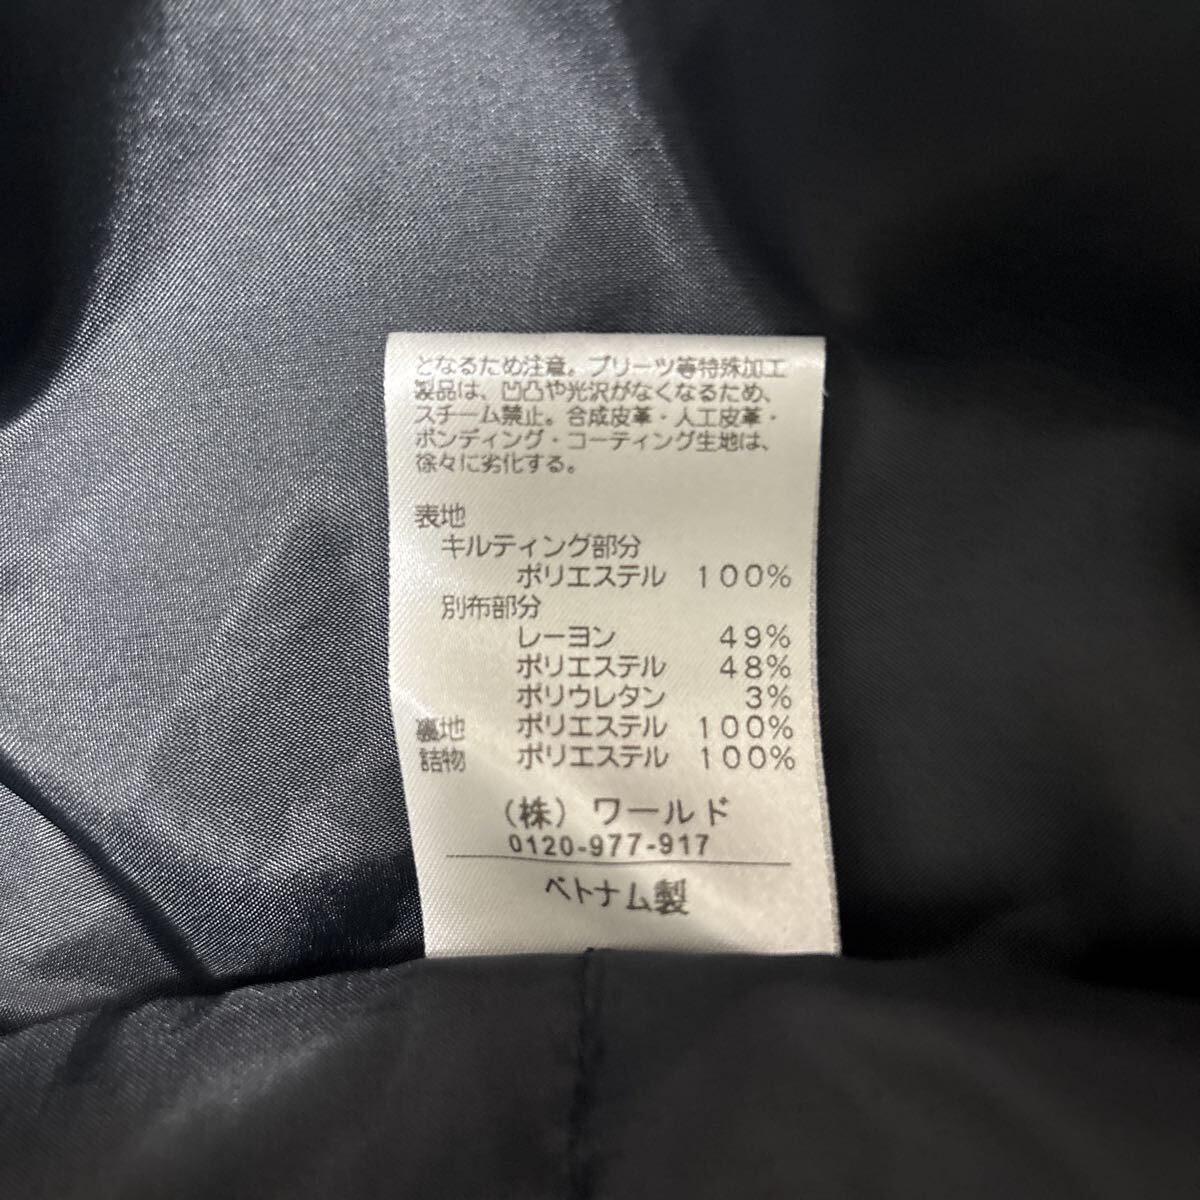 となるため注意。プリーツ等特殊加工
製品は、凹凸や光沢がなくなるため、
スチーム禁止。合成皮革・人工皮革・
ボンディング・コーティング生地は、
徐々に劣化する。
表地
キルティング部分
ポリエステル 100%
別布部分
レーヨン 49%
ポリエステル 48%
ポリウレタン 3%
裏地 ポリエステル 100%
詰物 ポリエステル 100%
(株) ワールド
0120-977-917
ベトナム製